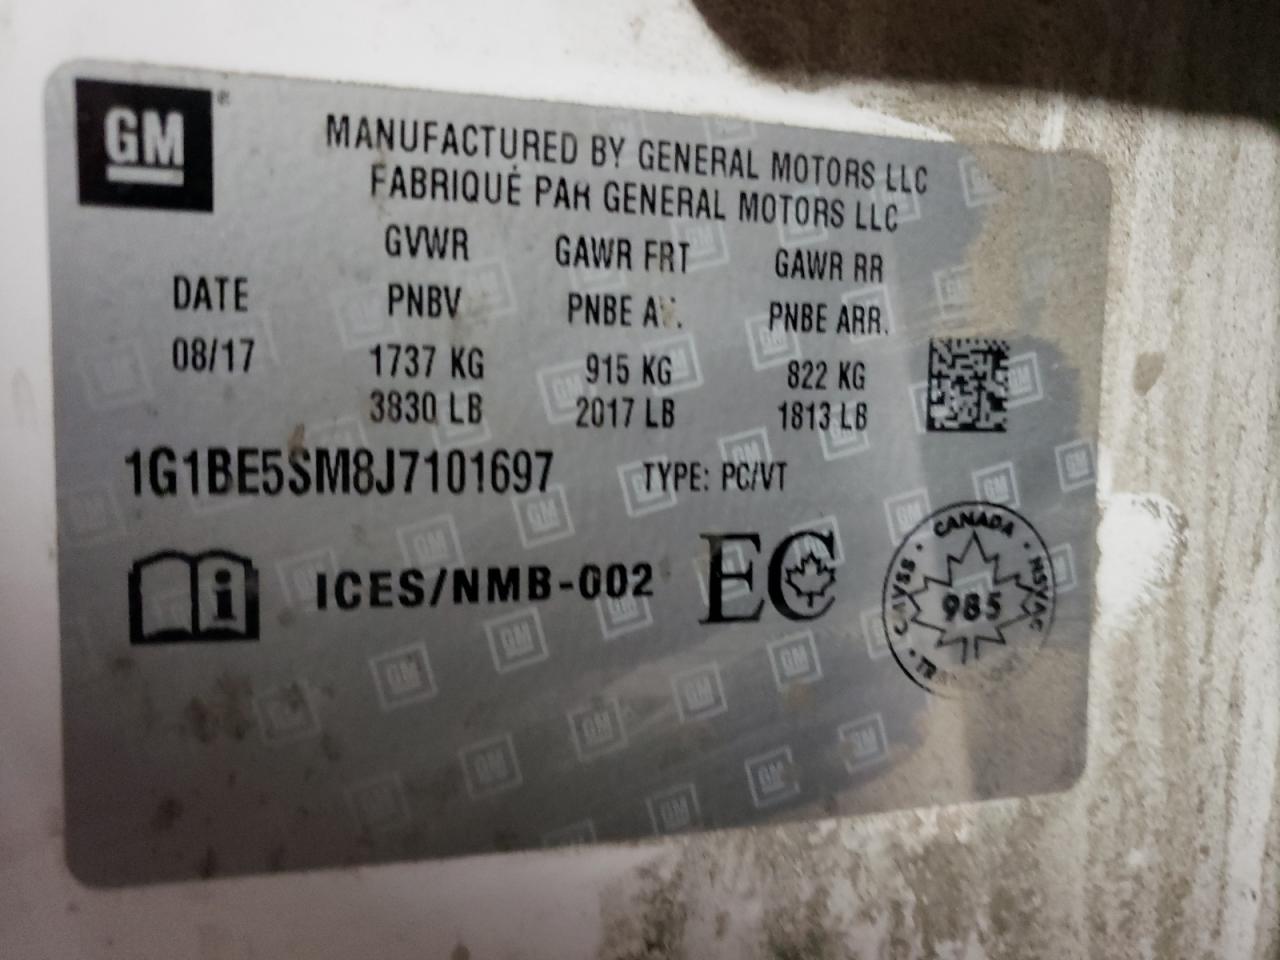 GM
MANUFACTURED BY GENERAL MOTORS LLC
FABRIQUÉ PAR GENERAL MOTORS LLC
DATE
08/17
GVWR
PNBV
1737 KG
3830 LB
GAWR FRT
PNBE
915 KG
2017 LB
GAWR RR
PNBE ARR.
822 KG
1813 LB
1G1BE5SM8J7101697 TYPE: PC/VT
i ICES/NMB-002 EC
CANADA
NSVAC
985